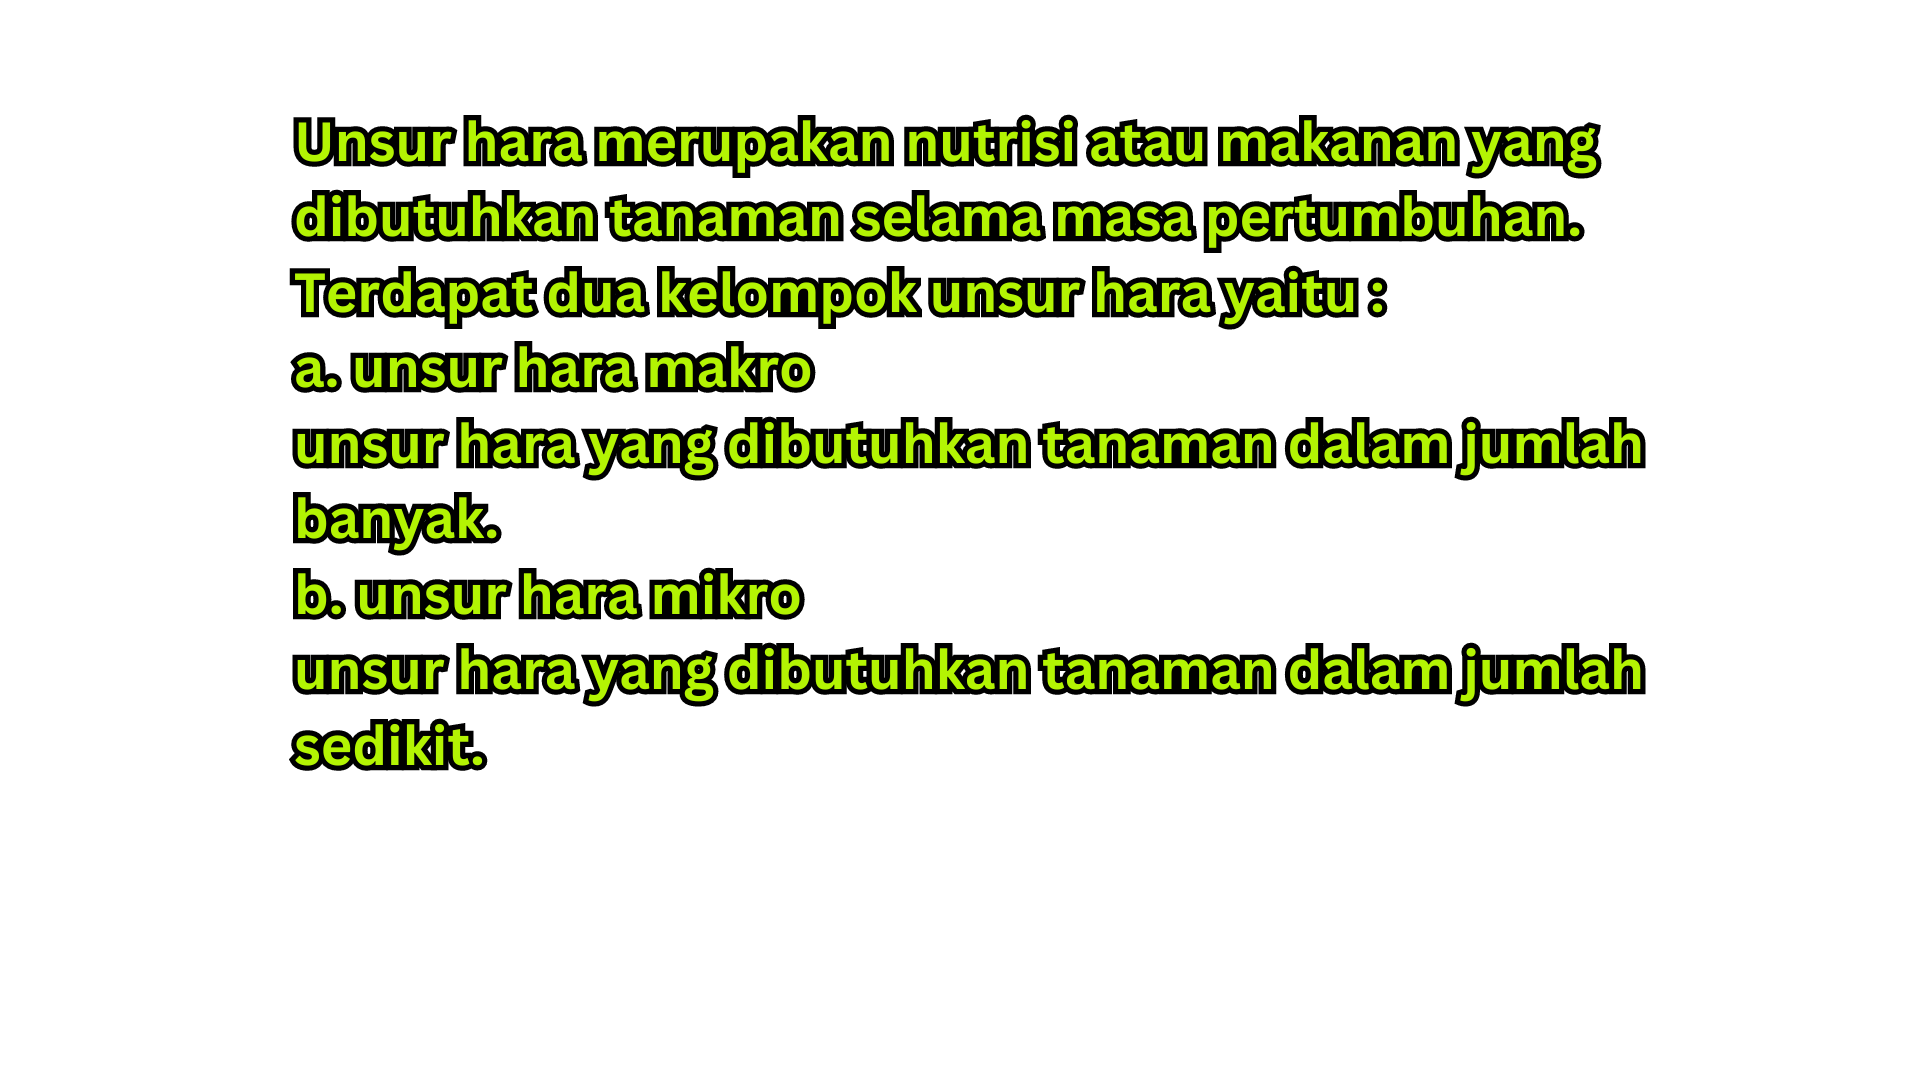 Unsur hara merupakan nutrisi atau makanan yang
dibutuhkan tanaman selama masa pertumbuhan.
Terdapat dua kelompok unsur hara yaitu :
a. unsur hara makro
unsur hara yang dibutuhkan tanaman dalam jumlah
banyak.
b. unsur hara mikro
unsur hara yang dibutuhkan tanaman dalam jumlah
sedikit.